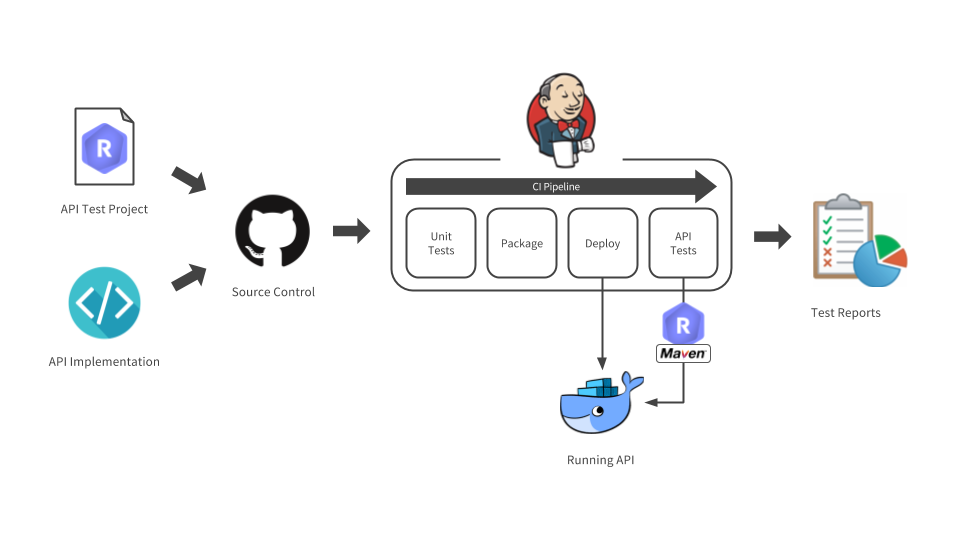 R
API Test Project
API Implementation
Source Control
CI Pipeline
Unit
Tests
Package
Deploy
API
Tests
R
Maven
Running API
Test Reports